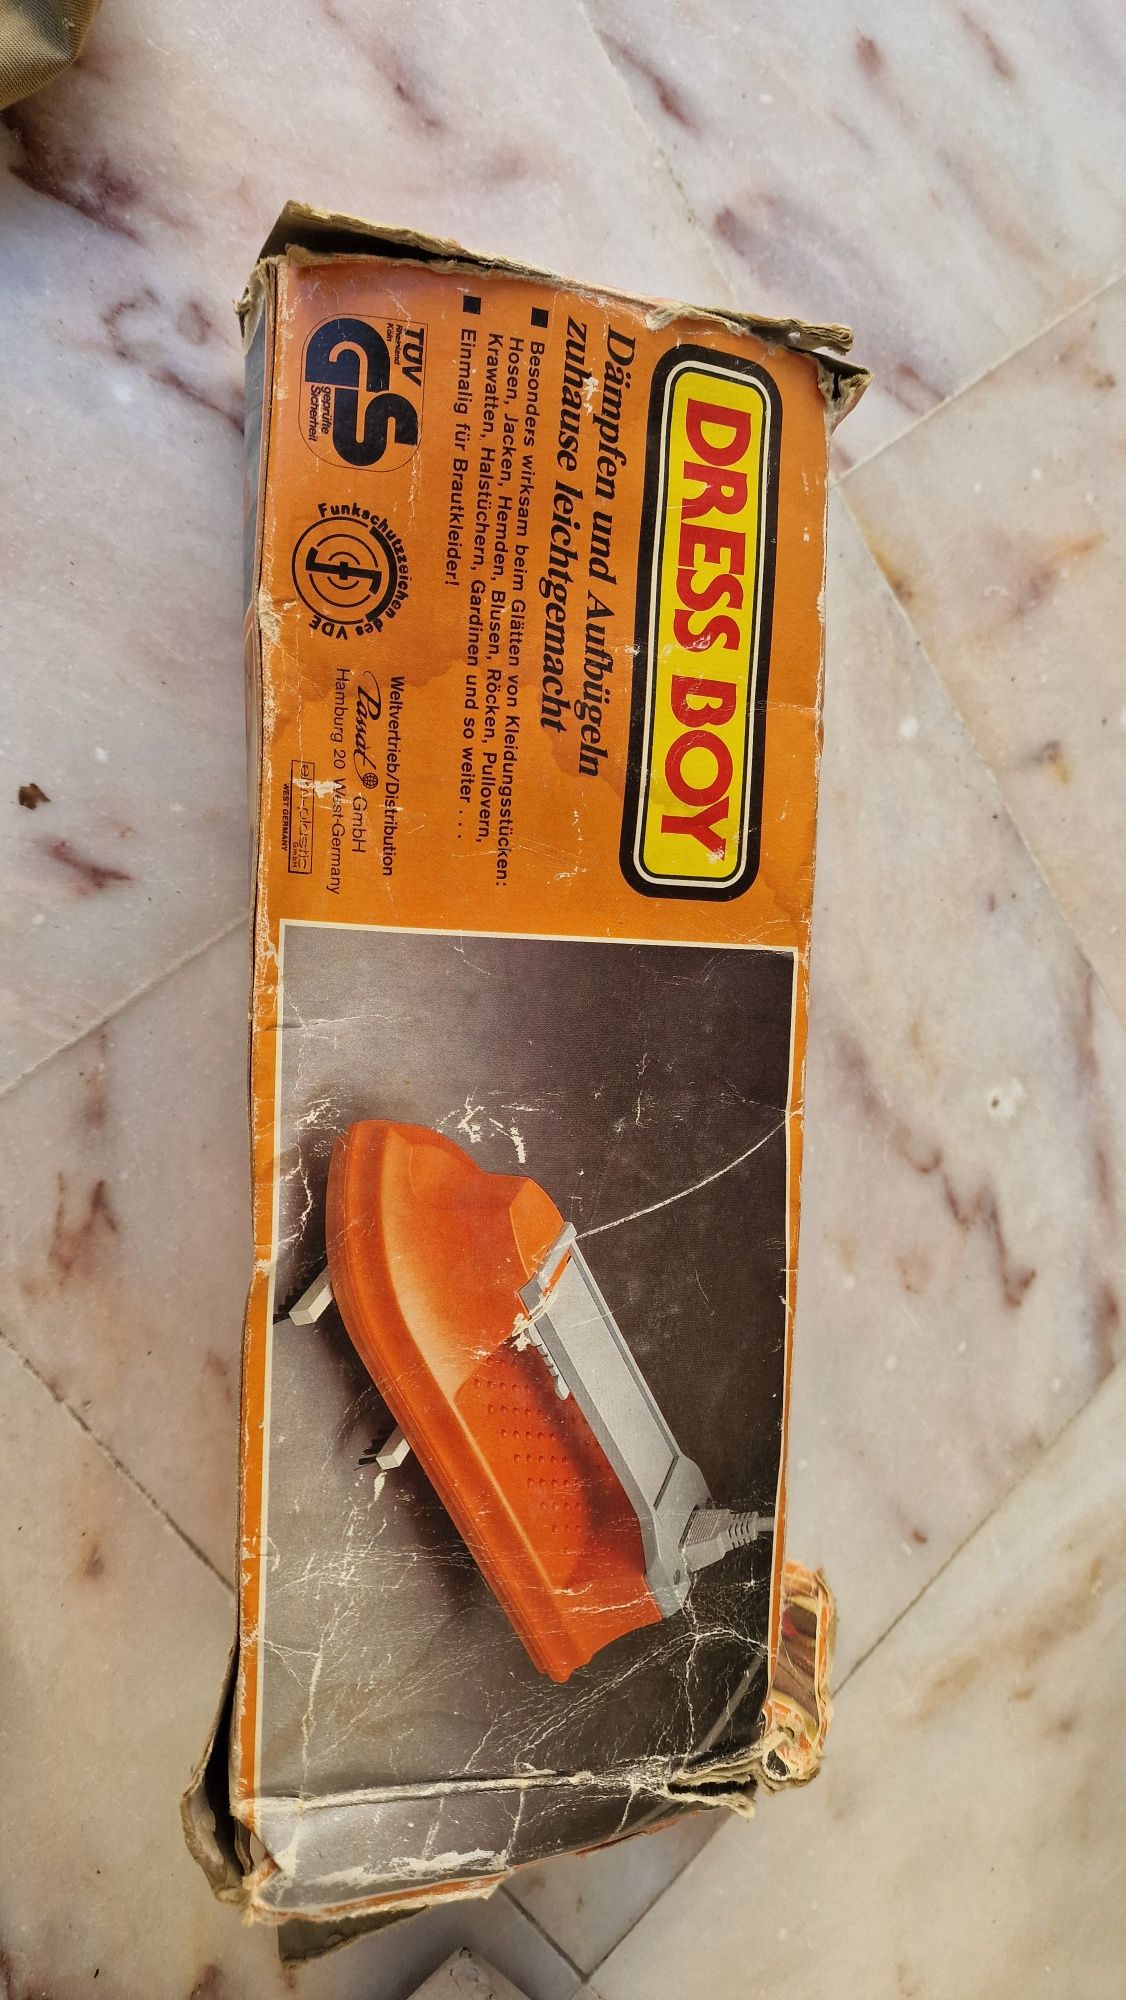 DRESS BOY
Dämpfen und Aufbügeln
zuhause leichtgemacht
■ Besonders wirksam beim Glätten von Kleidungsstücken:
Hosen, Jacken, Hemden, Blusen, Röcken, Pullovern,
Krawatten, Halstüchern, Gardinen und so weiter . . .
■ Einmalig für Brautkleider!
TÜV
Rheinland
Köln
GS
geprüfte
Sicherheit
Funkschutzzeichen des VDE
Weltvertrieb/Distribution
Passat GmbH
Hamburg 20 West-Germany
GmbH
WEST GERMANY